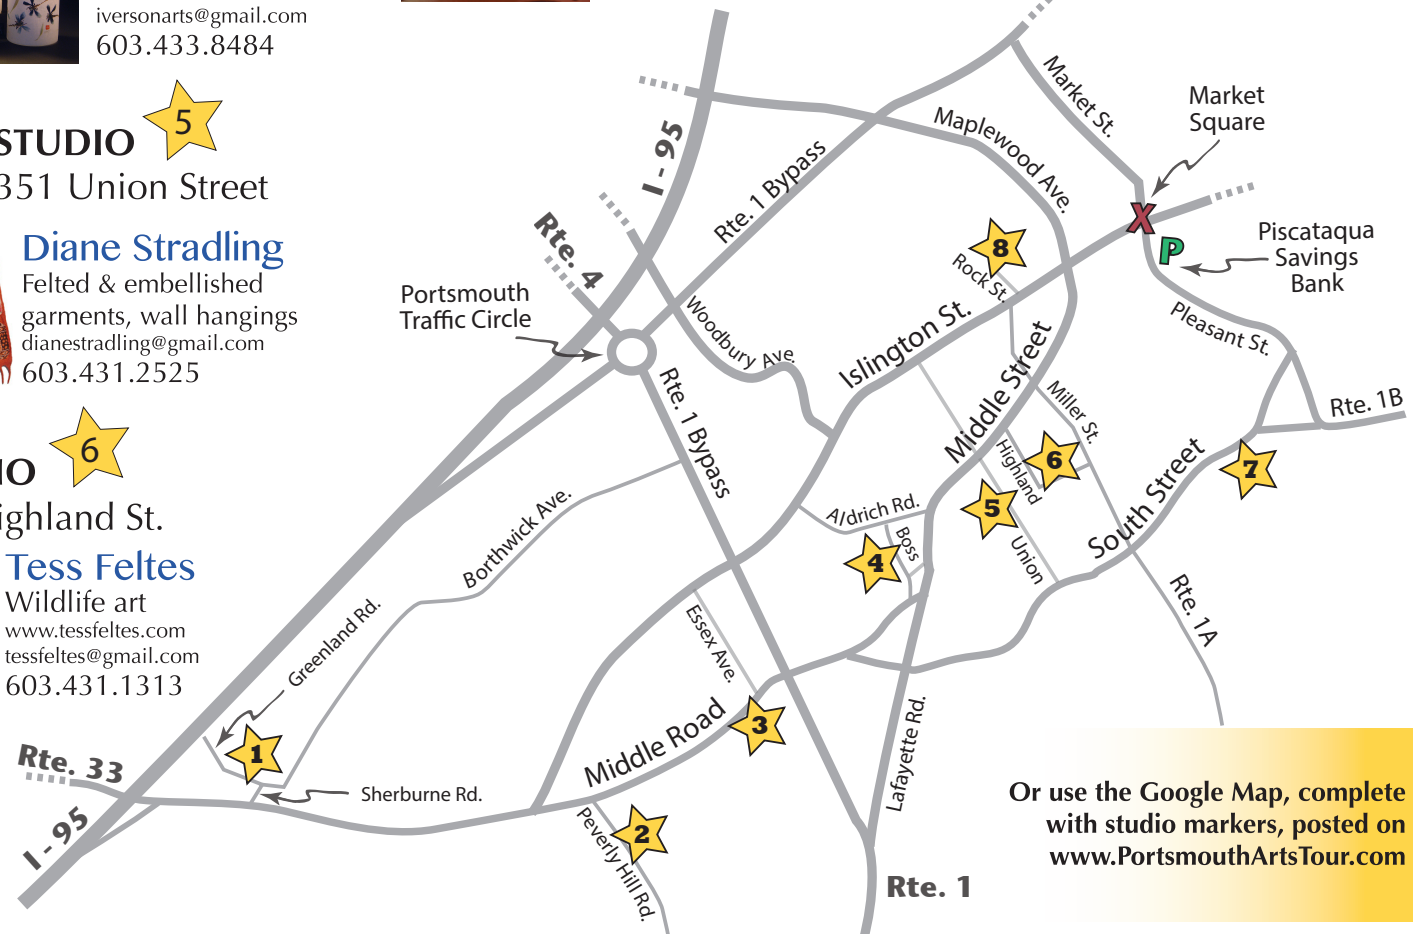 iversonarts@gmail.com
603.433.8484
5
STUDIO
351 Union Street
Diane Stradling
Felted & embellished
garments, wall hangings
dianestradling@gmail.com
603.431.2525
6
IO
ighland St.
Tess Feltes
Wildlife art
www.tessfeltes.com
tessfeltes@gmail.com
603.431.1313
I - 95
Rte. 4
Portsmouth
Traffic Circle
Rte. 1 Bypass
Maplewood Ave.
Market St.
Market
Square
X
P
Piscataqua
Savings
Bank
Pleasant St.
Rte. 1B
8
Rock St.
Islington St.
Woodbury Ave.
Rte. 1 Bypass
Middle Street
Miller St.
Highland
6
5
Union
South Street
7
Aldrich Rd.
Boss
4
Rte. 1A
Borthwick Ave.
Greenland Rd.
Essex Ave.
3
Middle Road
Lafayette Rd.
1
Rte. 33
Sherburne Rd.
I - 95
2
Peverly Hill Rd.
Rte. 1
Or use the Google Map, complete
with studio markers, posted on
www.PortsmouthArtsTour.com